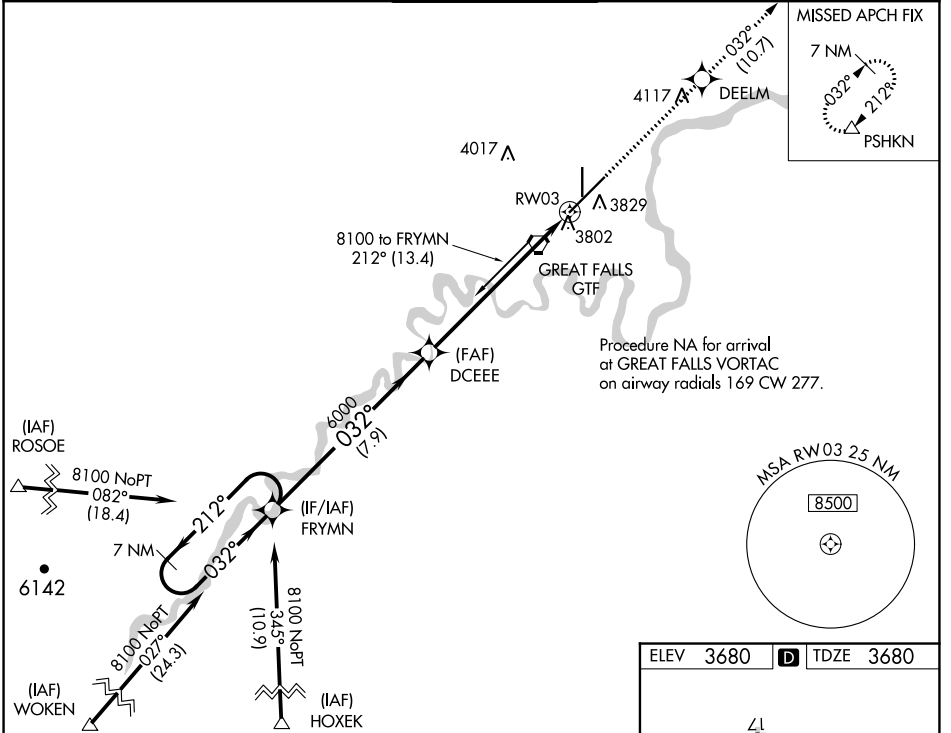 MISSED APCH FIX
7 NM
032°
212°
PSHKN
032°
(10.7)
4117
DEELM
4017
RW03
3829
3802
8100 to FRYMN
212° (13.4)
GREAT FALLS
GTF
(FAF)
DCEEE
Procedure NA for arrival
at GREAT FALLS VORTAC
on airway radials 169 CW 277.
6000
032°
(7.9)
(IAF)
ROSOE
8100 NoPT
082°
(18.4)
212°
(IF/IAF)
FRYMN
7 NM
032°
6142
8100 NoPT
027°
(24.3)
8100 NoPT
345°
(10.9)
(IAF)
WOKEN
(IAF)
HOXEK
MSA RW03 25 NM
8500
ELEV 3680 D TDZE 3680
17